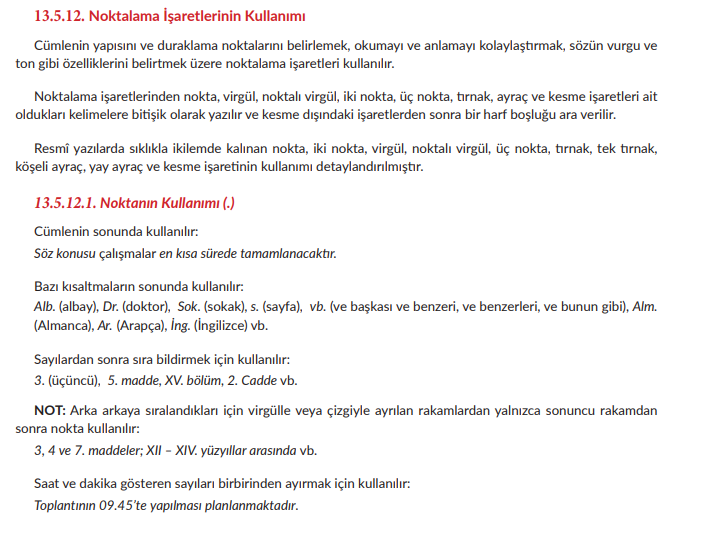 13.5.12. Noktalama İşaretlerinin Kullanımı
Cümlenin yapısını ve duraklama noktalarını belirlemek, okumayı ve anlamayı kolaylaştırmak, sözün vurgu ve
ton gibi özelliklerini belirtmek üzere noktalama işaretleri kullanılır.
Noktalama işaretlerinden nokta, virgül, noktalı virgül, iki nokta, üç nokta, tırnak, ayraç ve kesme işaretleri ait
oldukları kelimelere bitişik olarak yazılır ve kesme dışındaki işaretlerden sonra bir harf boşluğu ara verilir.
Resmî yazılarda sıklıkla ikilemde kalınan nokta, iki nokta, virgül, noktalı virgül, üç nokta, tırnak, tek tırnak,
köşeli ayraç, yay ayraç ve kesme işaretinin kullanımı detaylandırılmıştır.
13.5.12.1. Noktanın Kullanımı (.)
Cümlenin sonunda kullanılır:
Söz konusu çalışmalar en kısa sürede tamamlanacaktır.
Bazı kısaltmaların sonunda kullanılır:
Alb. (albay), Dr. (doktor), Sok. (sokak), s. (sayfa), vb. (ve başkası ve benzeri, ve benzerleri, ve bunun gibi), Alm.
(Almanca), Ar. (Arapça), İng. (İngilizce) vb.
Sayılardan sonra sıra bildirmek için kullanılır:
3. (üçüncü), 5. madde, XV. bölüm, 2. Cadde vb.
NOT: Arka arkaya sıralandıkları için virgülle veya çizgiyle ayrılan rakamlardan yalnızca sonuncu rakamdan
sonra nokta kullanılır:
3, 4 ve 7. maddeler; XII – XIV. yüzyıllar arasında vb.
Saat ve dakika gösteren sayıları birbirinden ayırmak için kullanılır:
Toplantının 09.45’te yapılması planlanmaktadır.